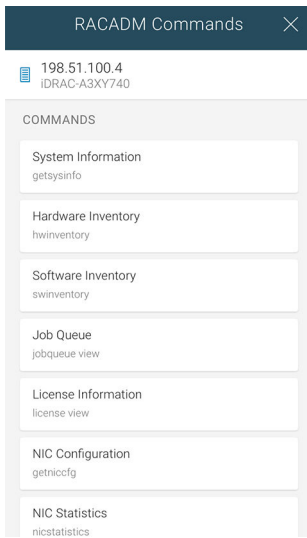 RACADM Commands
198.51.100.4
iDRAC-A3XY740
COMMANDS
System Information
getsysinfo
Hardware Inventory
hwinventory
Software Inventory
swinventory
Job Queue
jobqueue view
License Information
license view
NIC Configuration
getniccfg
NIC Statistics
nicstatistics